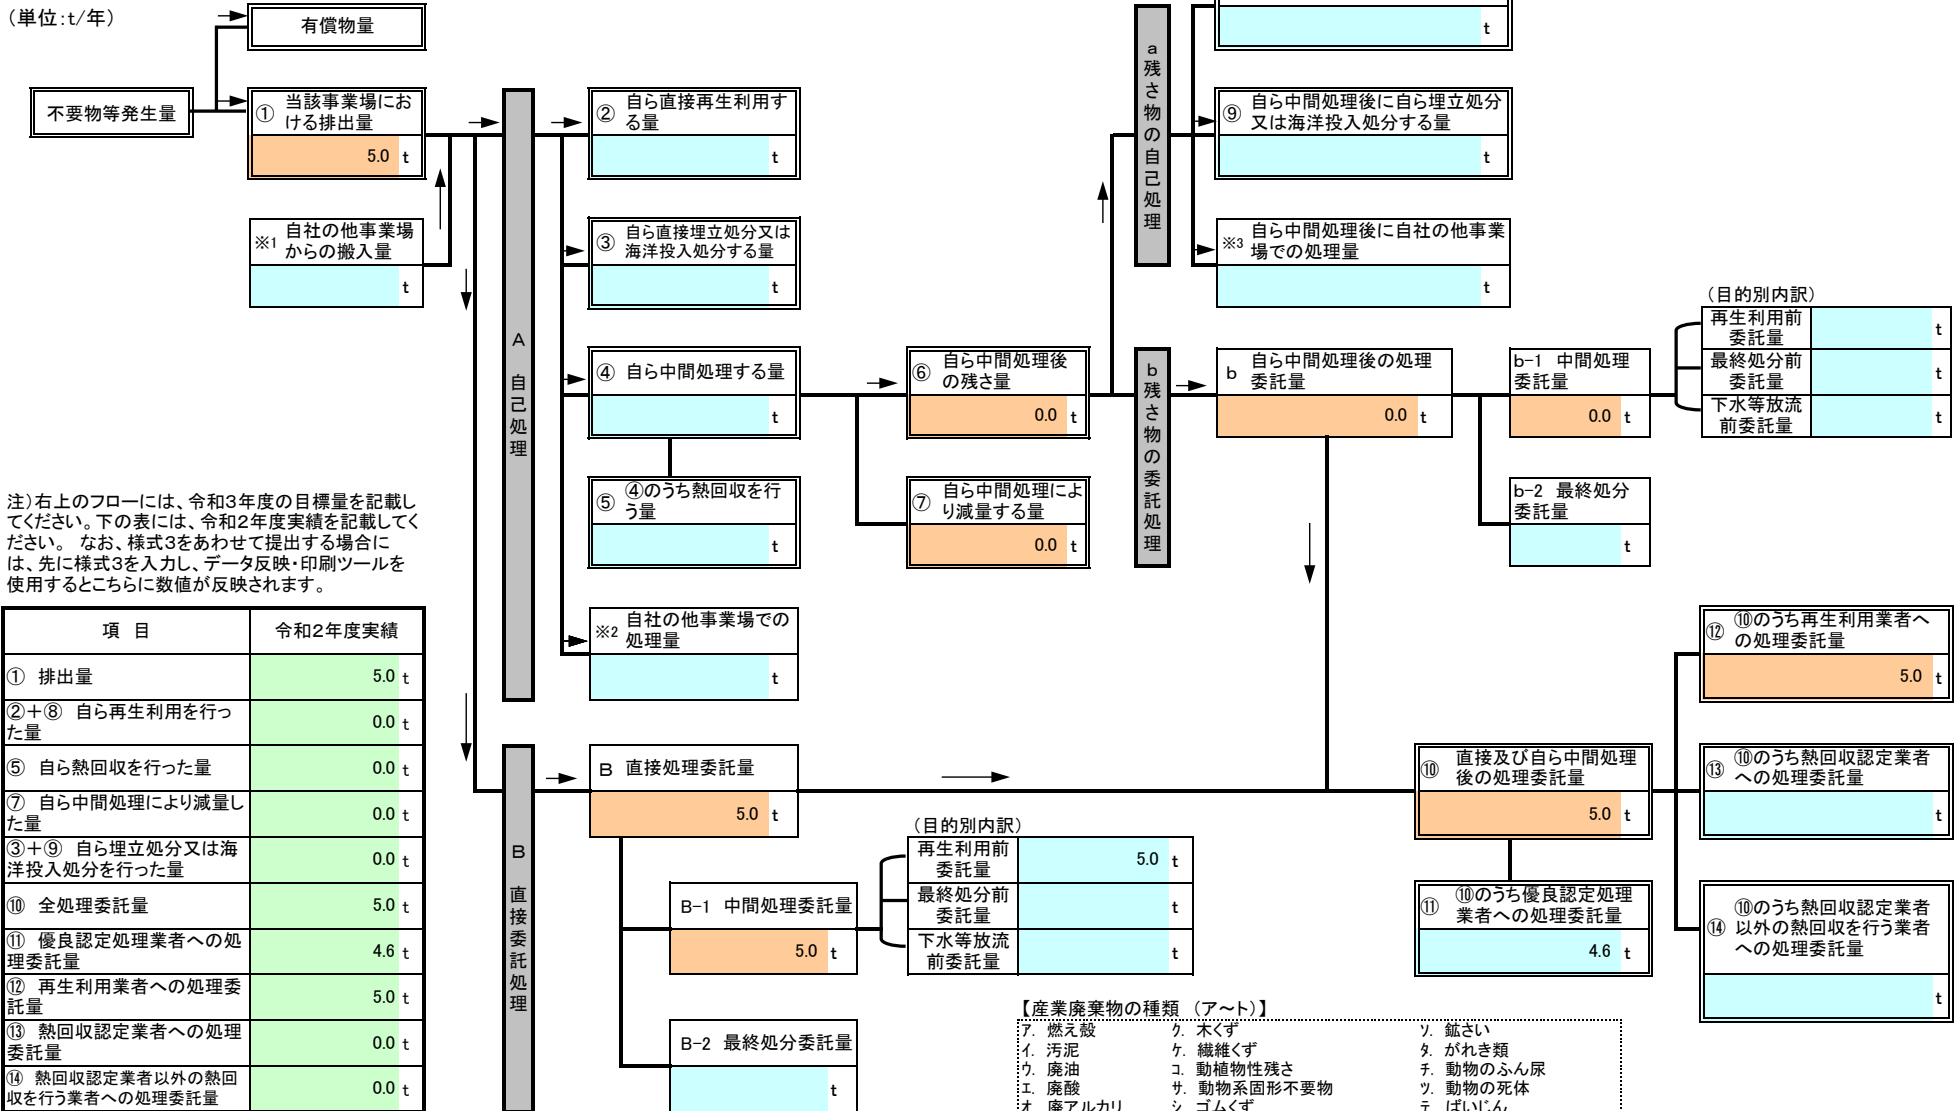 （単位：ｔ/年）
有償物量
不要物等発生量
① 当該事業場にお
ける排出量
5.0 t
※1 自社の他事業場
からの搬入量
t
A
自己処理
② 自ら直接再生利用す
る量
t
③ 自ら直接埋立処分又は
海洋投入処分する量
t
④ 自ら中間処理する量
t
⑤ ④のうち熱回収を行
う量
t
※2 自社の他事業場での
処理量
t
⑥ 自ら中間処理後
の残さ量
0.0 t
⑦ 自ら中間処理によ
り減量する量
0.0 t
a
残さ物の自己処理
t
⑨ 自ら中間処理後に自ら埋立処分
又は海洋投入処分する量
t
※3 自ら中間処理後に自社の他事業
場での処理量
t
b
残さ物の委託処理
b 自ら中間処理後の処理
委託量
0.0 t
b-1 中間処理
委託量
0.0 t
（目的別内訳）
再生利用前
委託量
t
最終処分前
委託量
t
下水等放流
前委託量
t
b-2 最終処分
委託量
t
注）右上のフローには、令和３年度の目標量を記載し
てください。下の表には、令和２年度実績を記載してく
ださい。 なお、様式３をあわせて提出する場合に
は、先に様式３を入力し、データ反映・印刷ツールを
使用するとこちらに数値が反映されます。
項 目 令和２年度実績
① 排出量 5.0 t
②＋⑧ 自ら再生利用を行っ
た量 0.0 t
⑤ 自ら熱回収を行った量 0.0 t
⑦ 自ら中間処理により減量し
た量 0.0 t
③＋⑨ 自ら埋立処分又は海
洋投入処分を行った量 0.0 t
⑩ 全処理委託量 5.0 t
⑪ 優良認定処理業者への処
理委託量 4.6 t
⑫ 再生利用業者への処理委
託量 5.0 t
⑬ 熱回収認定業者への処理
委託量 0.0 t
⑭ 熱回収認定業者以外の熱回
収を行う業者への処理委託量 0.0 t
B
直接委託処理
B 直接処理委託量
5.0 t
B-1 中間処理委託量
5.0 t
（目的別内訳）
再生利用前
委託量
5.0 t
最終処分前
委託量
t
下水等放流
前委託量
t
B-2 最終処分委託量
t
⑩ 直接及び自ら中間処理
後の処理委託量
5.0 t
⑪ ⑩のうち優良認定処理
業者への処理委託量
4.6 t
⑫ ⑩のうち再生利用業者へ
の処理委託量
5.0 t
⑬ ⑩のうち熱回収認定業者
への処理委託量
t
⑭ ⑩のうち熱回収認定業者
以外の熱回収を行う業者
への処理委託量
t
【産業廃棄物の種類 （ア～ト）】
ア. 燃え殻 ク. 木くず ソ. 鉱さい
イ. 汚泥 ケ. 繊維くず タ. がれき類
ウ. 廃油 コ. 動植物性残さ チ. 動物のふん尿
エ. 廃酸 サ. 動物系固形不要物 ツ. 動物の死体
オ. 廃アルカリ シ. ゴムくず テ. ばいじん